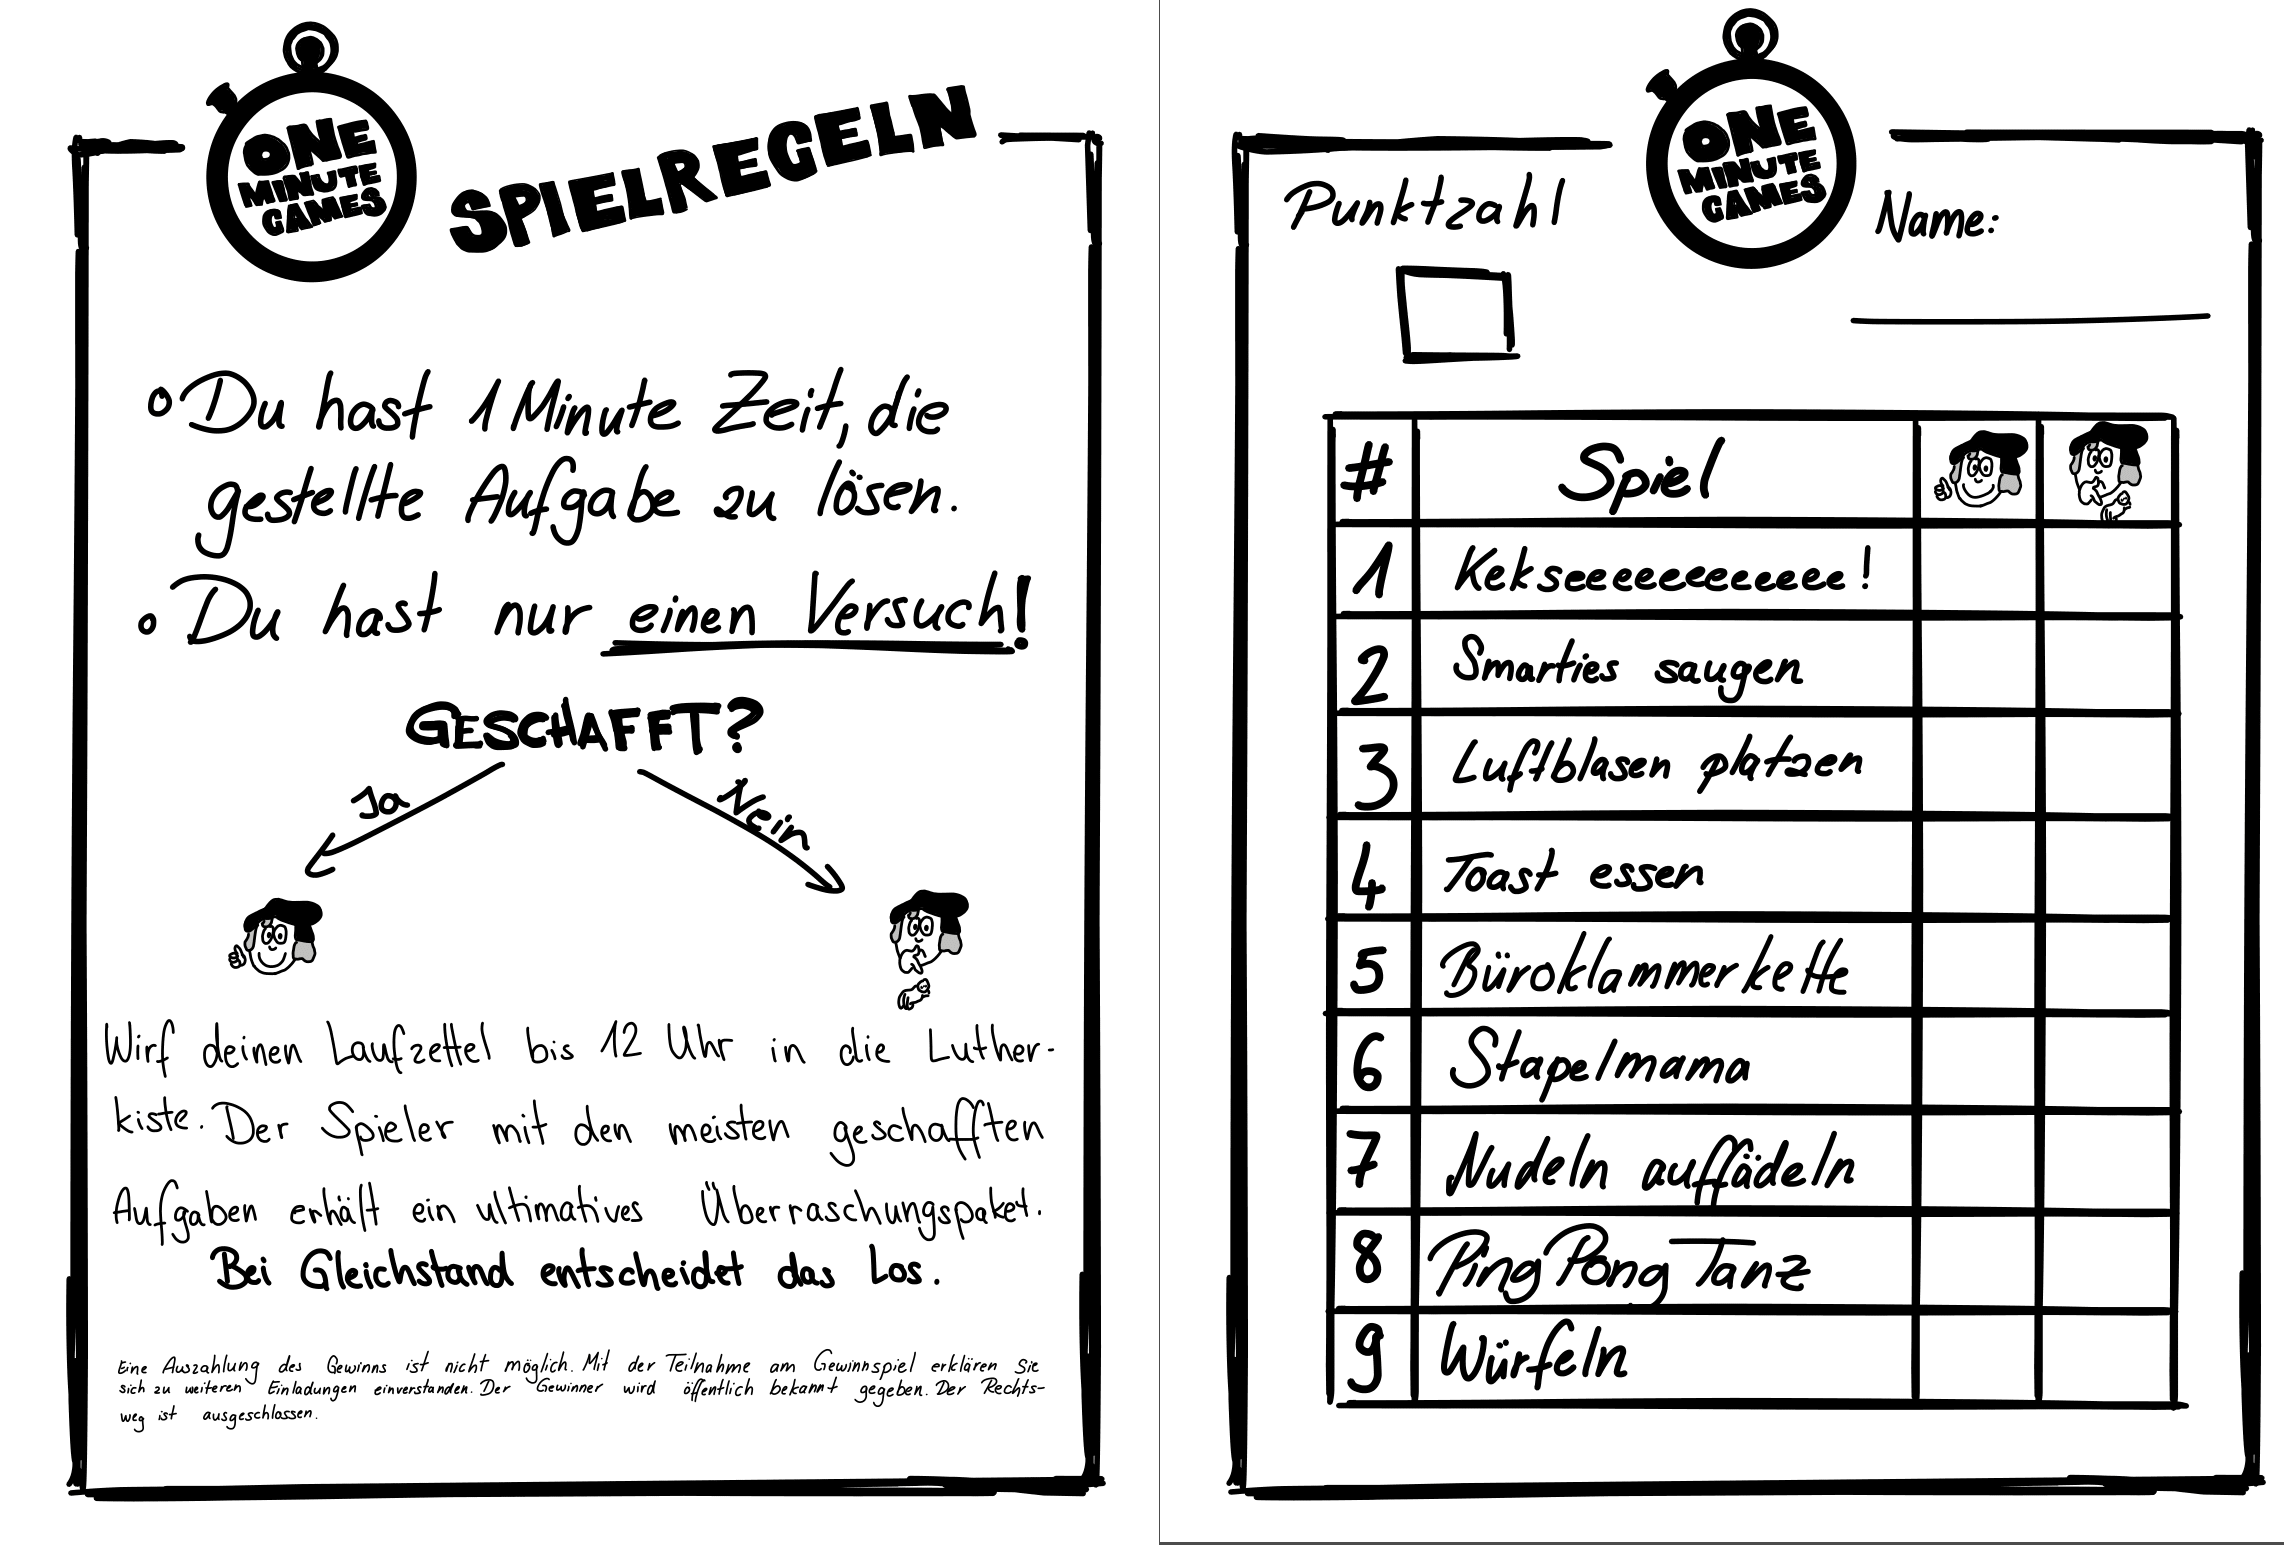 ONE
MINUTE
GAMES
SPIELREGELN
Du hast 1 Minute Zeit, die
gestellte Aufgabe zu lösen.
Du hast nur einen Versuch!
GESCHAFFT?
Ja
Nein
Wirf deinen Laufzettel bis 12 Uhr in die Luther-
kiste. Der Spieler mit den meisten geschafften
Aufgaben erhält ein ultimatives Überraschungspaket.
Bei Gleichstand entscheidet das Los.
Eine Auszahlung des Gewinns ist nicht möglich. Mit der Teilnahme am Gewinnspiel erklären Sie
sich zu weiteren Einladungen einverstanden. Der Gewinner wird öffentlich bekannt gegeben. Der Rechts-
weg ist ausgeschlossen.
ONE
MINUTE
GAMES
Punktzahl
Name:
# Spiel
1 Kekseeeeeeeeeeee!
2 Smarties saugen
3 Luftblasen platzen
4 Toast essen
5 Büroklammerkette
6 Stapelmama
7 Nudeln auffädeln
8 Ping Pong Tanz
9 Würfeln